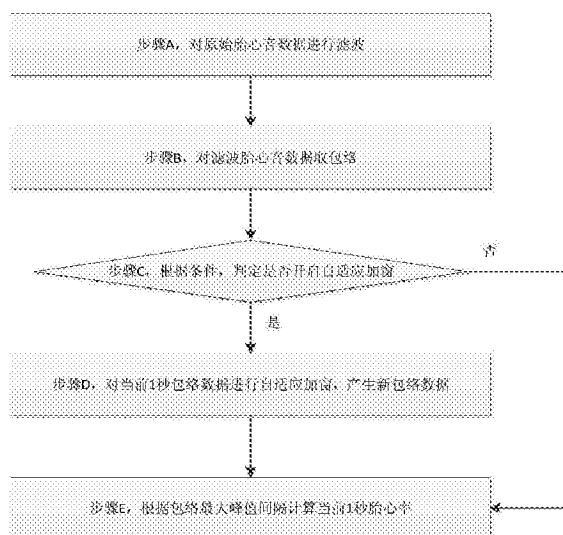 步骤A，对原始胎心音数据进行滤波
步骤B，对滤波胎心音数据取包络
步骤C，根据条件，判定是否开启自适应加窗
否
是
步骤D，对当前1秒包络数据进行自适应加窗，产生新包络数据
步骤E，根据包络最大峰值间隔计算当前1秒胎心率